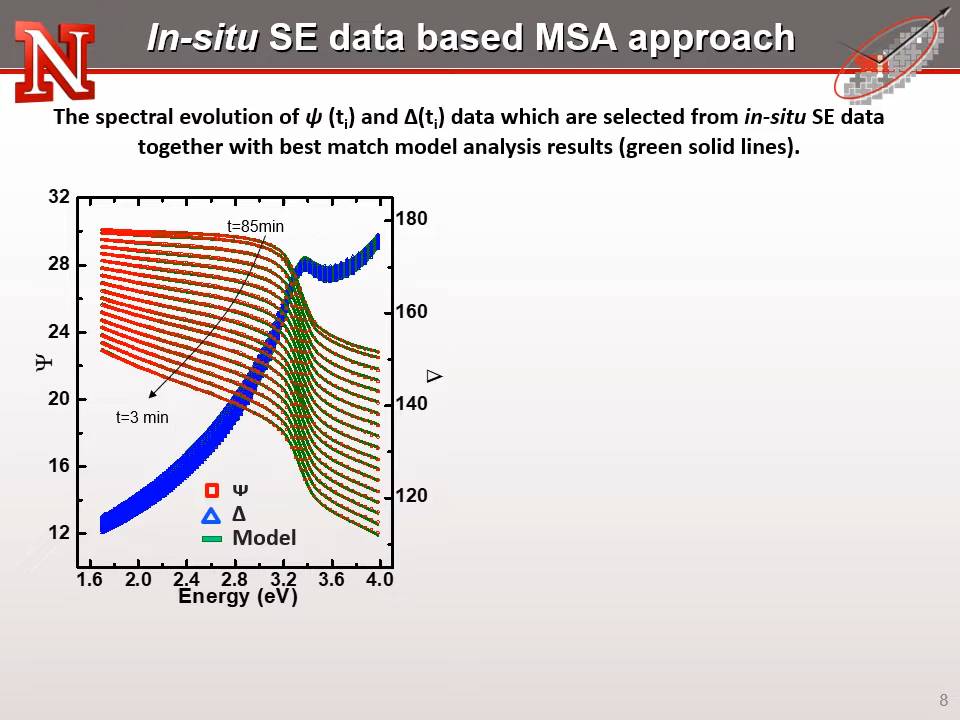 N
In-situ SE data based MSA approach
The spectral evolution of ψ (ti) and Δ(ti) data which are selected from in-situ SE data
together with best match model analysis results (green solid lines).
32
28
24
20
16
12
Ψ
t=85min
t=3 min
Ψ
Δ
Model
180
160
140
120
Δ
1.6 2.0 2.4 2.8 3.2 3.6 4.0
Energy (eV)
8